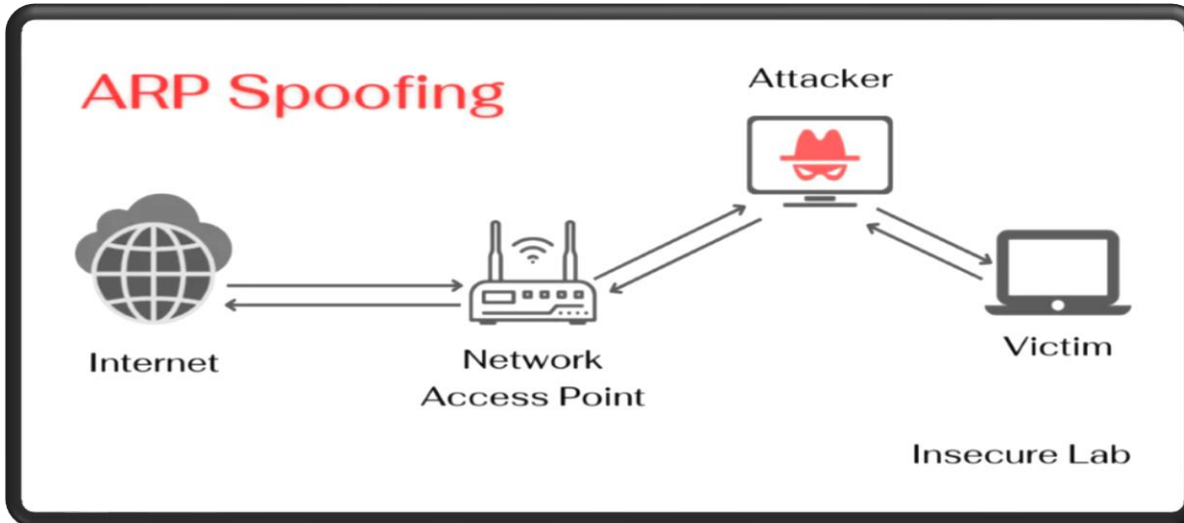 ARP Spoofing
Attacker
Internet
Network
Access Point
Victim
Insecure Lab